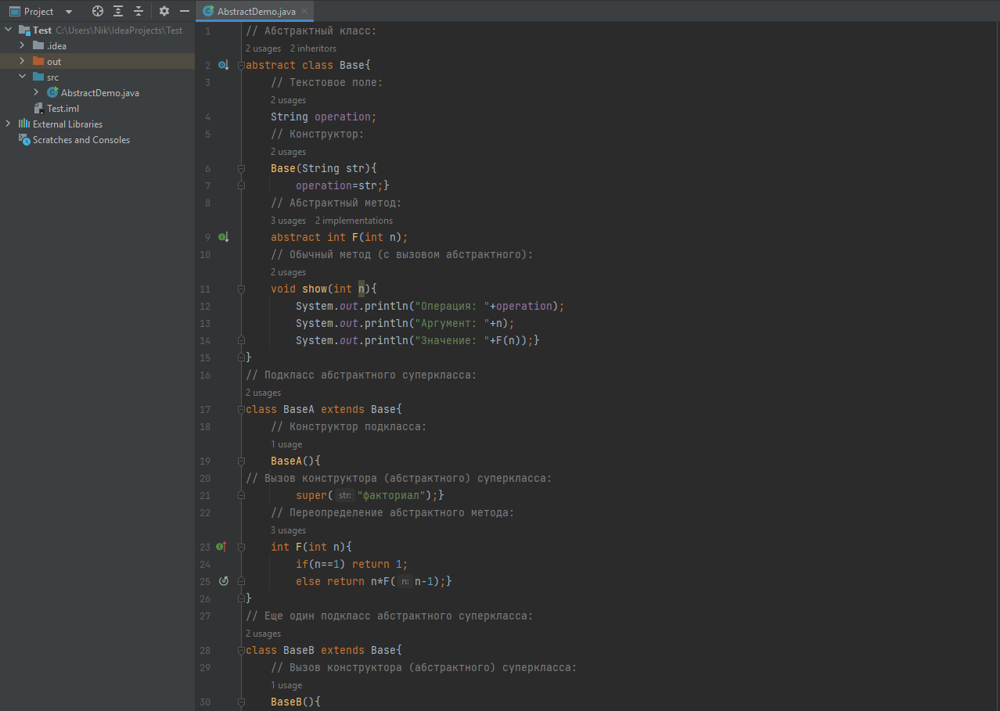 Project
AbstractDemo.java
Test C:\Users\Nik\IdeaProjects\Test
.idea
out
src
AbstractDemo.java
Test.iml
External Libraries
Scratches and Consoles
1 // Абстрактный класс:
2 usages 2 inheritors
2 abstract class Base{
3 // Текстовое поле:
2 usages
4 String operation;
5 // Конструктор:
2 usages
6 Base(String str){
7 operation=str;}
8 // Абстрактный метод:
3 usages 2 implementations
9 abstract int F(int n);
10 // Обычный метод (с вызовом абстрактного):
2 usages
11 void show(int n){
12 System.out.println("Операция: "+operation);
13 System.out.println("Аргумент: "+n);
14 System.out.println("Значение: "+F(n));}
15 }
16 // Подкласс абстрактного суперкласса:
2 usages
17 class BaseA extends Base{
18 // Конструктор подкласса:
1 usage
19 BaseA(){
20 // Вызов конструктора (абстрактного) суперкласса:
21 super( str: "факториал");}
22 // Переопределение абстрактного метода:
3 usages
23 int F(int n){
24 if(n==1) return 1;
25 else return n*F( n: n-1);}
26 }
27 // Еще один подкласс абстрактного суперкласса:
2 usages
28 class BaseB extends Base{
29 // Вызов конструктора (абстрактного) суперкласса:
1 usage
30 BaseB(){